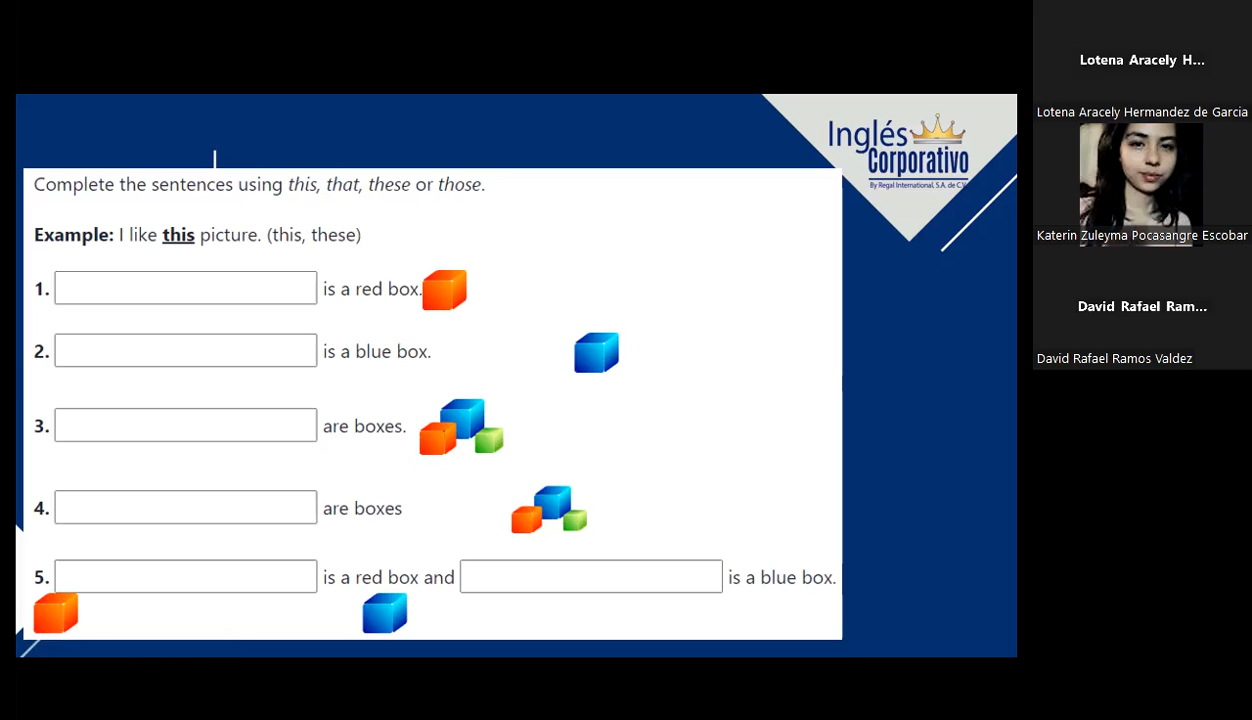 Inglés
Corporativo
By Regal International, S.A. de C.V.
Complete the sentences using this, that, these or those.
Example: I like this picture. (this, these)
1. is a red box.
2. is a blue box.
3. are boxes.
4. are boxes
5. is a red box and is a blue box.
Lotena Aracely H...
Lotena Aracely Hermandez de Garcia
Katerin Zuleyma Pocasangre Escobar
David Rafael Ram...
David Rafael Ramos Valdez